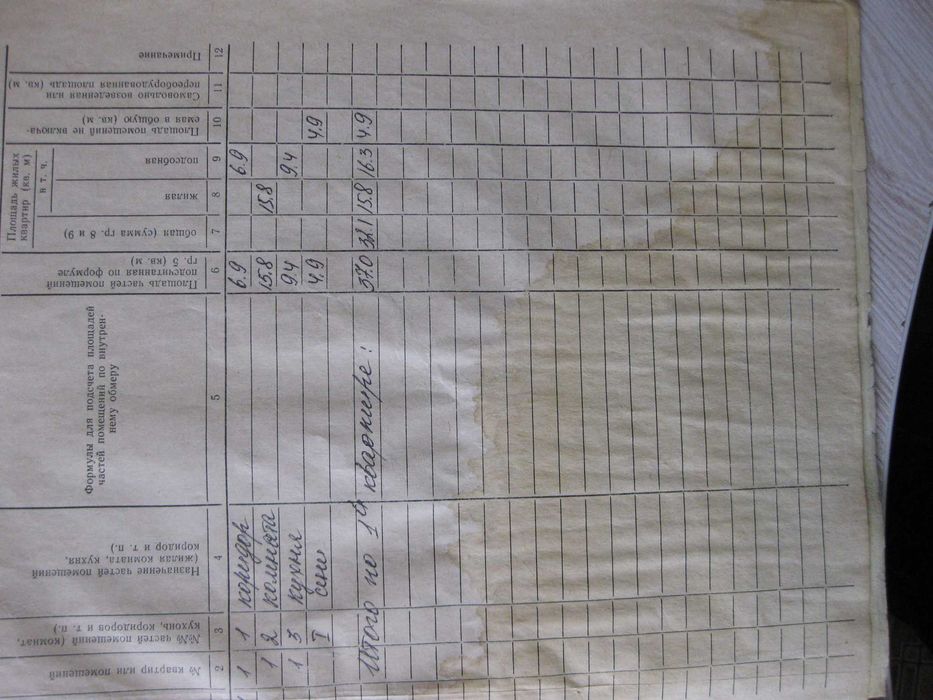 № квартир или помещений
№№ частей помещений (комнат, кухонь, коридоров и т. п.)
Назначение частей помещений (жилая комната, кухня, коридор и т. п.)
Формулы для подсчета площадей частей помещений по внутреннему обмеру
Площадь частей помещений подсчитанная по формуле гр. 5 (кв. м)
Площадь жилых квартир (кв. м)
общая (сумма гр. 8 и 9)
в т. ч.
жилая
подсобная
Площадь помещений не включаемая в общую (кв. м)
Самовольно возведенная или переоборудованная площадь (кв. м)
Примечание
2 3 4 5 6 7 8 9 10 11 12
1 1 коридор 6.9 6.9
1 2 комната 15.8 15.8
1 3 кухня 9.4 9.4
I сени 4.9 4.9
Итого по 1ой квартире: 37.0 32.1 15.8 16.3 4.9